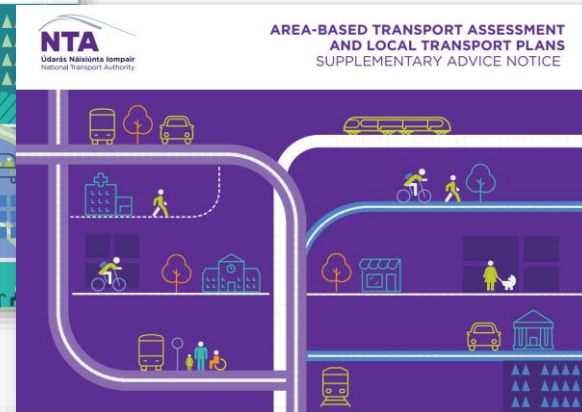 NTA
Údarás Náisiúnta Iompair
National Transport Authority
AREA-BASED TRANSPORT ASSESSMENT
AND LOCAL TRANSPORT PLANS
SUPPLEMENTARY ADVICE NOTICE